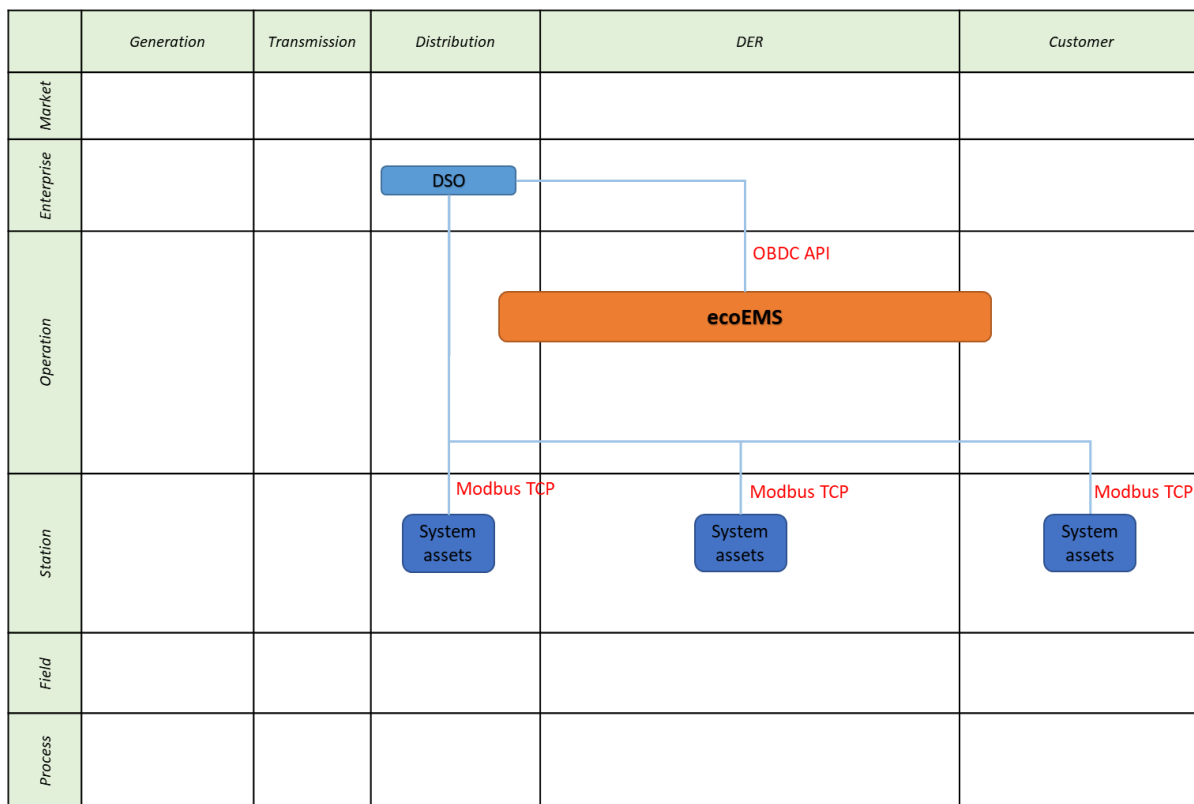 Generation
Transmission
Distribution
DER
Customer
Market
Enterprise
DSO
Operation
OBDC API
ecoEMS
Station
Modbus TCP
Modbus TCP
Modbus TCP
System
assets
System
assets
System
assets
Field
Process